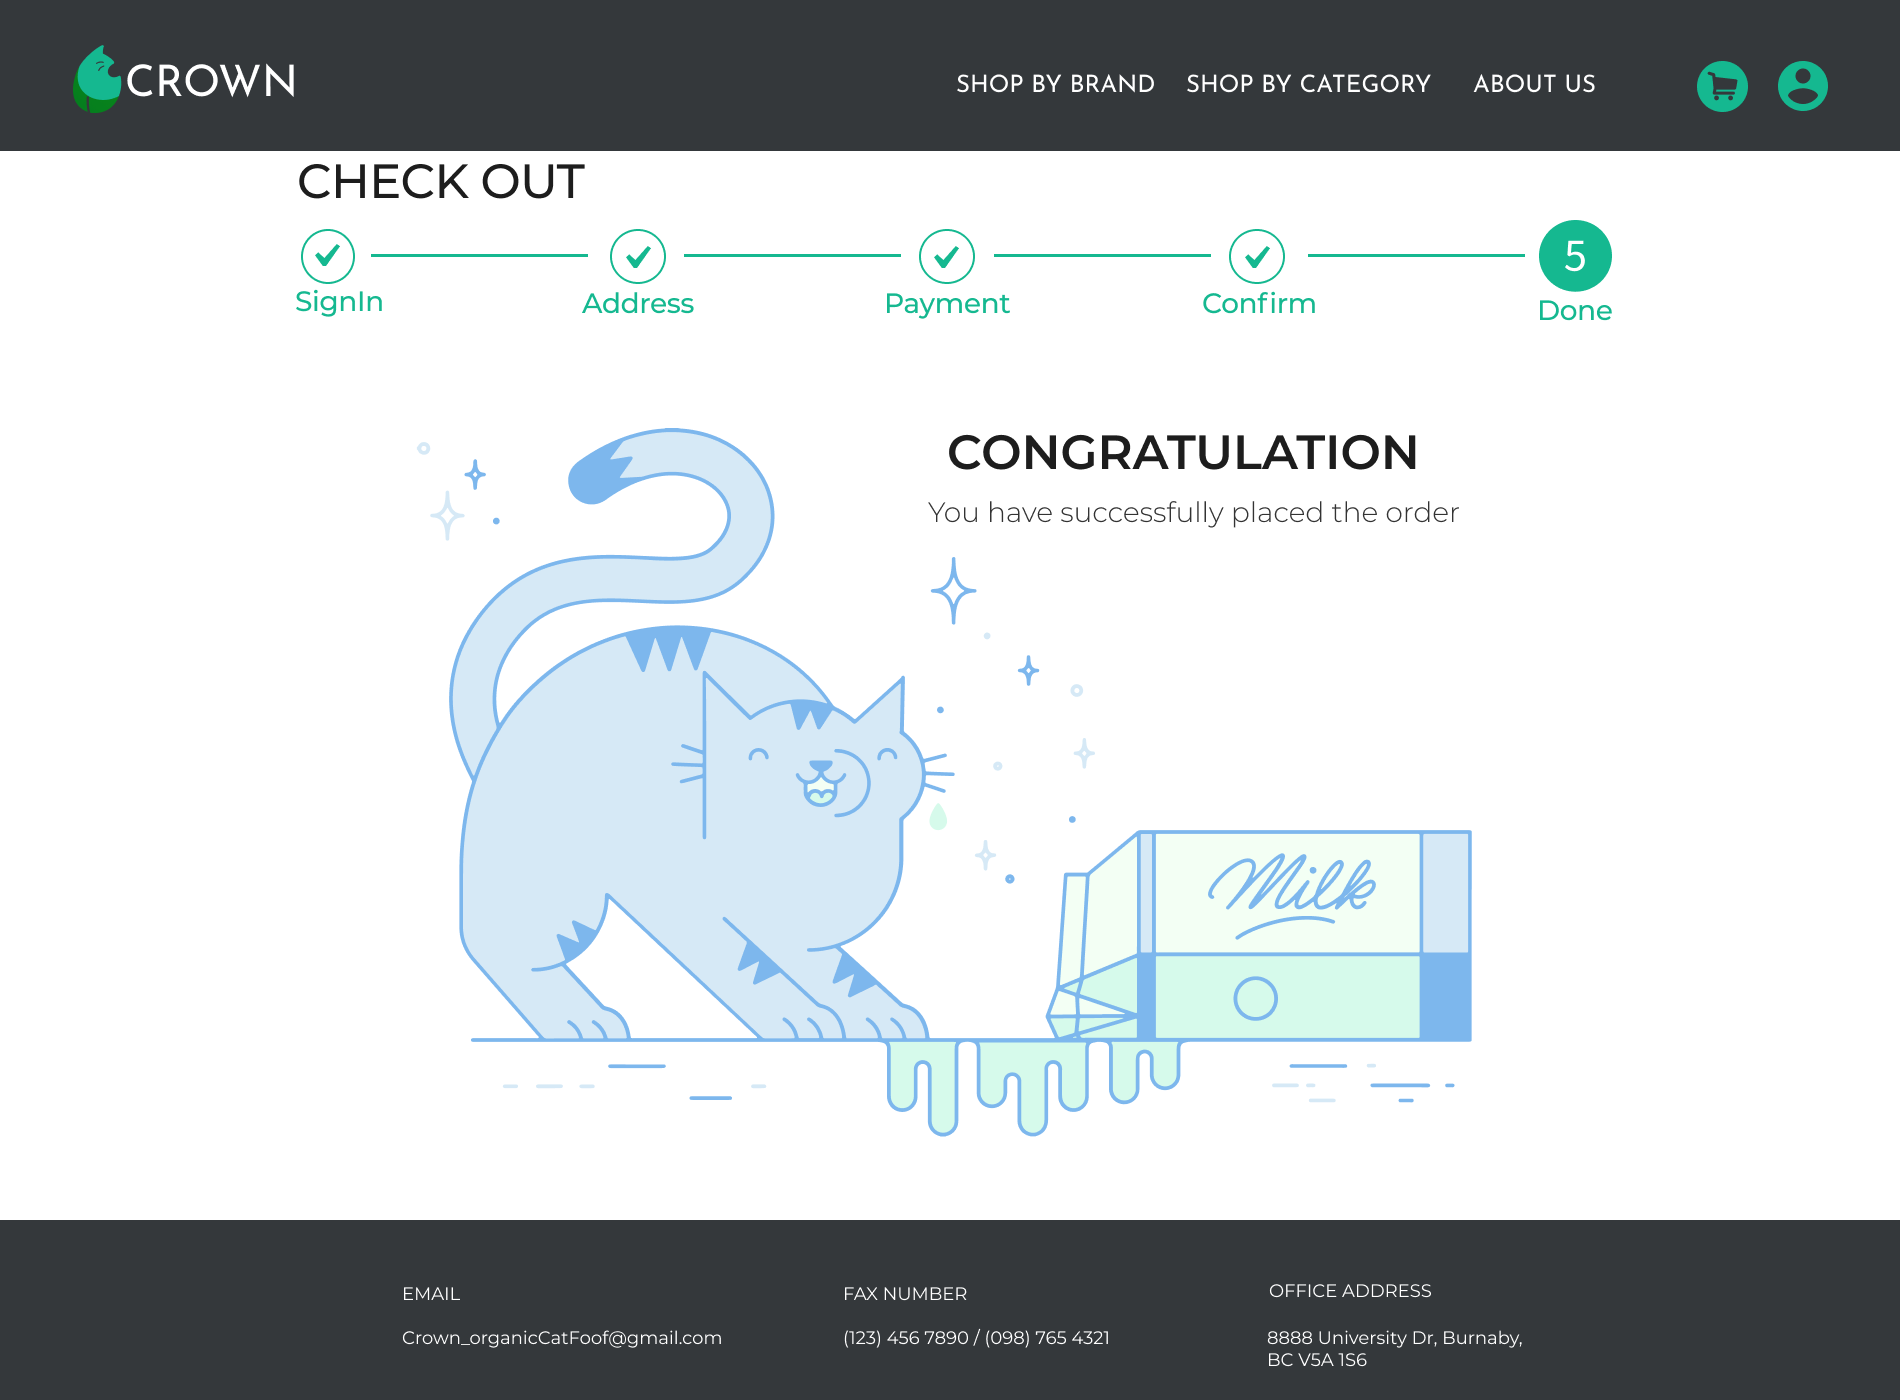 CROWN
SHOP BY BRAND
SHOP BY CATEGORY
ABOUT US
CHECK OUT
5
SignIn
Address
Payment
Confirm
Done
CONGRATULATION
You have successfully placed the order
Milk
EMAIL
FAX NUMBER
OFFICE ADDRESS
Crown_organicCatFoof@gmail.com
(123) 456 7890 / (098) 765 4321
8888 University Dr, Burnaby,
BC V5A 1S6